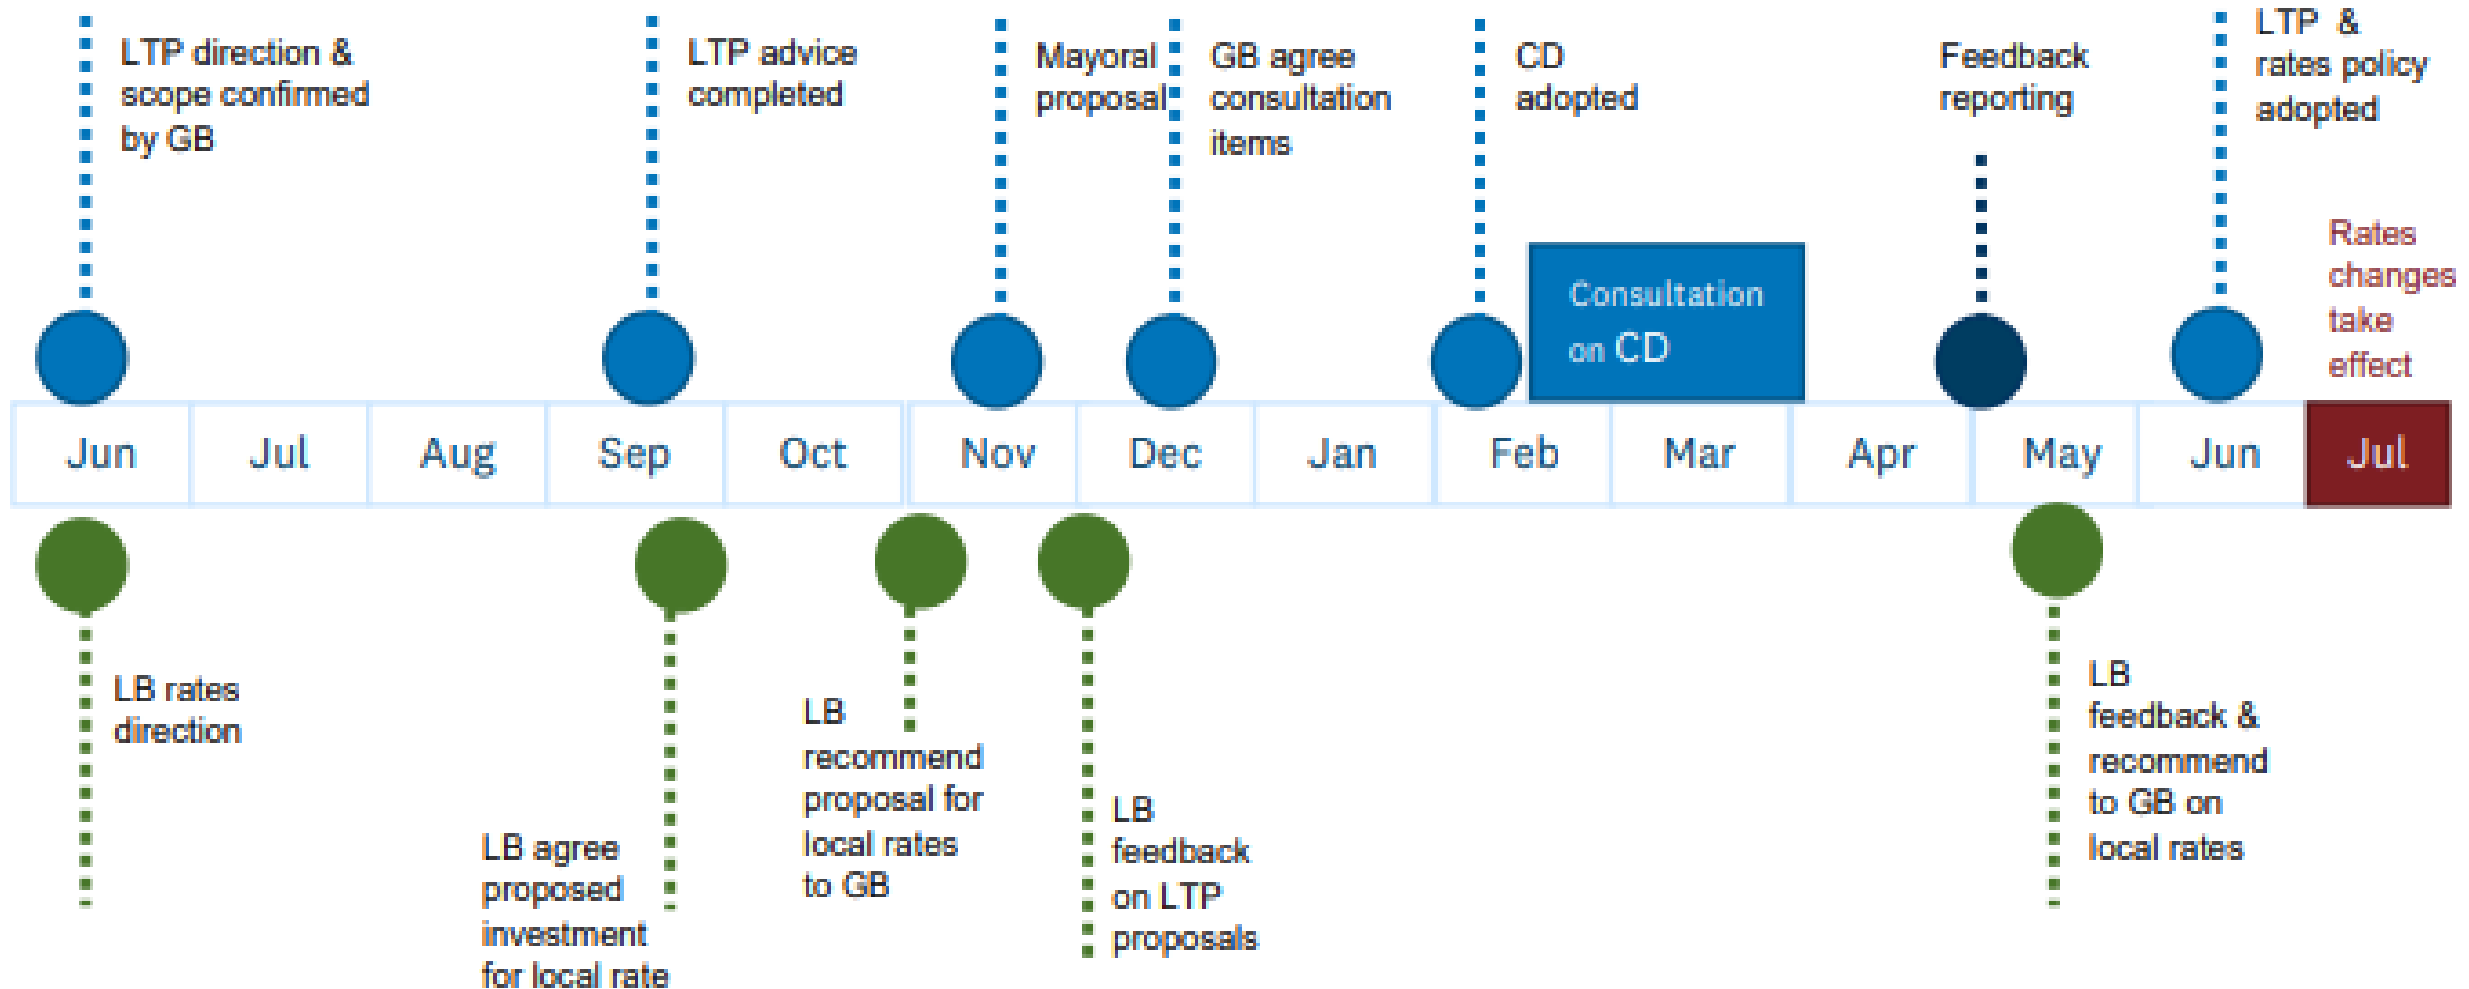 LTP direction &
scope confirmed
by GB
LTP advice
completed
Mayoral
proposal
GB agree
consultation
items
CD
adopted
Feedback
reporting
LTP &
rates policy
adopted
Rates
changes
take
effect
Consultation
on CD
Jun
Jul
Aug
Sep
Oct
Nov
Dec
Jan
Feb
Mar
Apr
May
Jun
Jul
LB rates
direction
LB agree
proposed
investment
for local rate
LB
recommend
proposal for
local rates
to GB
LB
feedback
on LTP
proposals
LB
feedback &
recommend
to GB on
local rates